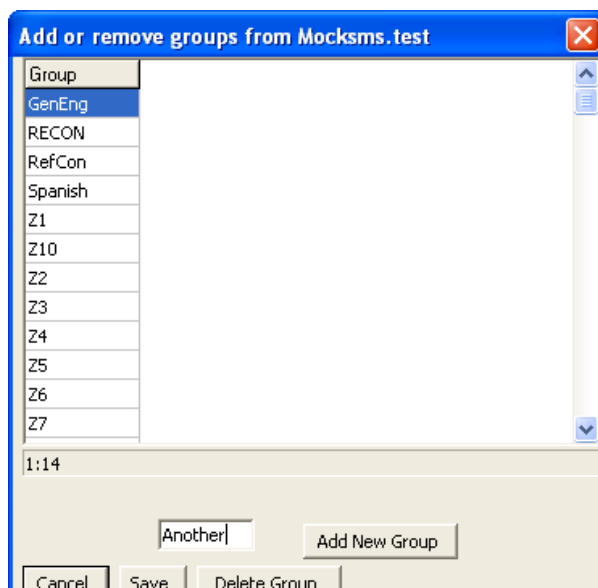 Add or remove groups from Mocksms.test
Group
GenEng
RECON
RefCon
Spanish
Z1
Z10
Z2
Z3
Z4
Z5
Z6
Z7
1:14
Another
Add New Group
Cancel Save Delete Group